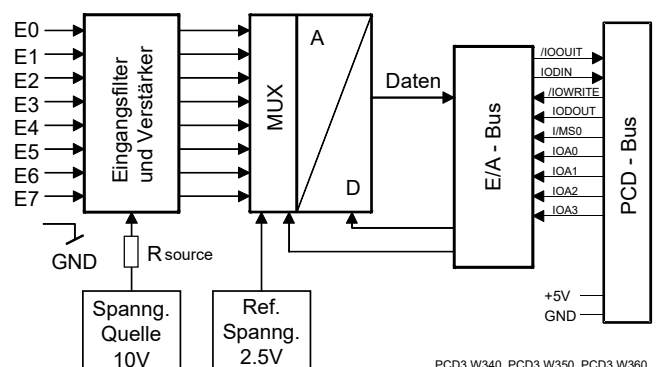 E0
E1
E2
E3
E4
E5
E6
E7
GND
Eingangsfilter
und Verstärker
R source
Spanng.
Quelle
10V
MUX
A
D
Ref.
Spanng.
2.5V
Daten
E/A - Bus
/IOOUIT
IODIN
/IOWRITE
IODOUT
I/MS0
IOA0
IOA1
IOA2
IOA3
+5V
GND
PCD - Bus
PCD3.W340, PCD3.W350, PCD3.W360